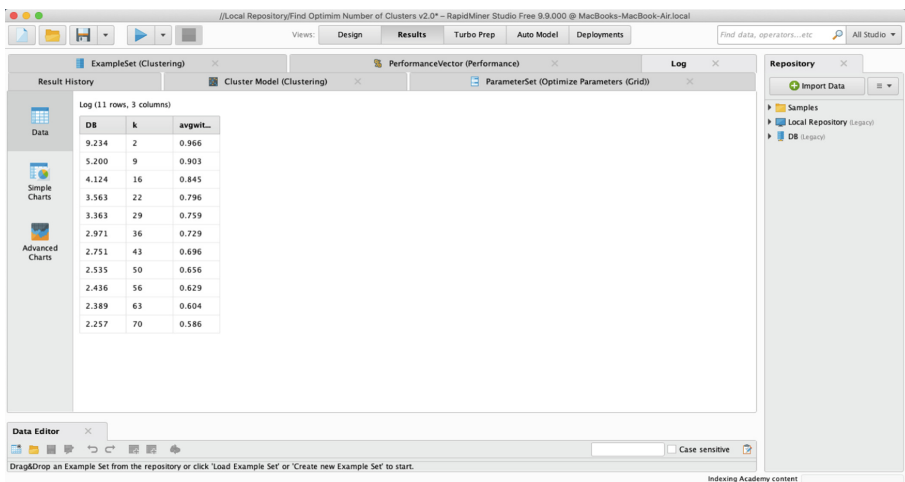 //Local Repository/Find Optimim Number of Clusters v2.0* – RapidMiner Studio Free 9.9.000 @ MacBooks-MacBook-Air.local
Views: Design Results Turbo Prep Auto Model Deployments Find data, operators...etc All Studio
ExampleSet (Clustering) PerformanceVector (Performance) Log
Result History Cluster Model (Clustering) ParameterSet (Optimize Parameters (Grid))
Log (11 rows, 3 columns)
Data
Simple
Charts
Advanced
Charts
DB k avgwit...
9.234 2 0.966
5.200 9 0.903
4.124 16 0.845
3.563 22 0.796
3.363 29 0.759
2.971 36 0.729
2.751 43 0.696
2.535 50 0.656
2.436 56 0.629
2.389 63 0.604
2.257 70 0.586
Repository
Import Data
Samples
Local Repository (Legacy)
DB (Legacy)
Data Editor
Case sensitive
Drag&Drop an Example Set from the repository or click 'Load Example Set' or 'Create new Example Set' to start.
Indexing Academy content